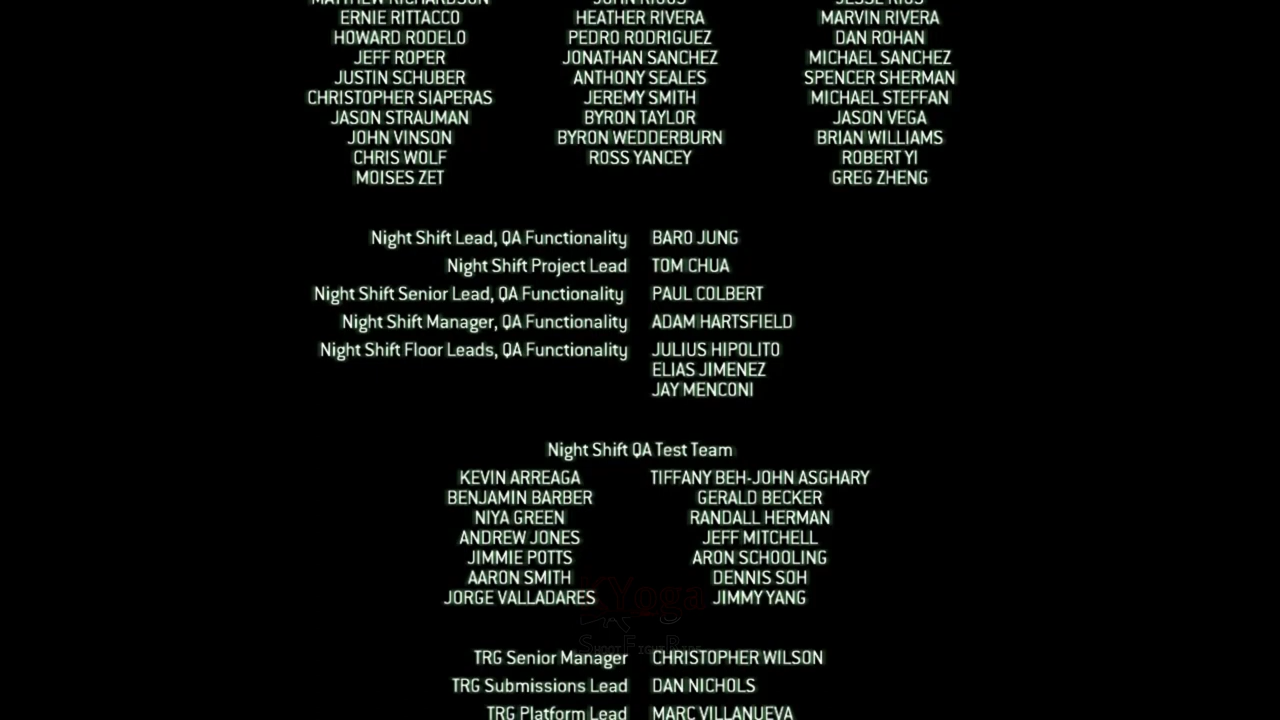 MATTHEW RICHARDSON JOHN RIGGS JESSE RIOS
ERNIE RITTACCO HEATHER RIVERA MARVIN RIVERA
HOWARD RODELO PEDRO RODRIGUEZ DAN ROHAN
JEFF ROPER JONATHAN SANCHEZ MICHAEL SANCHEZ
JUSTIN SCHUBER ANTHONY SEALES SPENCER SHERMAN
CHRISTOPHER SIAPERAS JEREMY SMITH MICHAEL STEFFAN
JASON STRAUMAN BYRON TAYLOR JASON VEGA
JOHN VINSON BYRON WEDDERBURN BRIAN WILLIAMS
CHRIS WOLF ROSS YANCEY ROBERT YI
MOISES ZET GREG ZHENG
Night Shift Lead, QA Functionality BARO JUNG
Night Shift Project Lead TOM CHUA
Night Shift Senior Lead, QA Functionality PAUL COLBERT
Night Shift Manager, QA Functionality ADAM HARTSFIELD
Night Shift Floor Leads, QA Functionality JULIUS HIPOLITO
ELIAS JIMENEZ
JAY MENCONI
Night Shift QA Test Team
KEVIN ARREAGA TIFFANY BEH-JOHN ASGHARY
BENJAMIN BARBER GERALD BECKER
NIYA GREEN RANDALL HERMAN
ANDREW JONES JEFF MITCHELL
JIMMIE POTTS ARON SCHOOLING
AARON SMITH DENNIS SOH
JORGE VALLADARES JIMMY YANG
KYoga
TRG Senior Manager CHRISTOPHER WILSON
TRG Submissions Lead DAN NICHOLS
TRG Platform Lead MARC VILLANUEVA